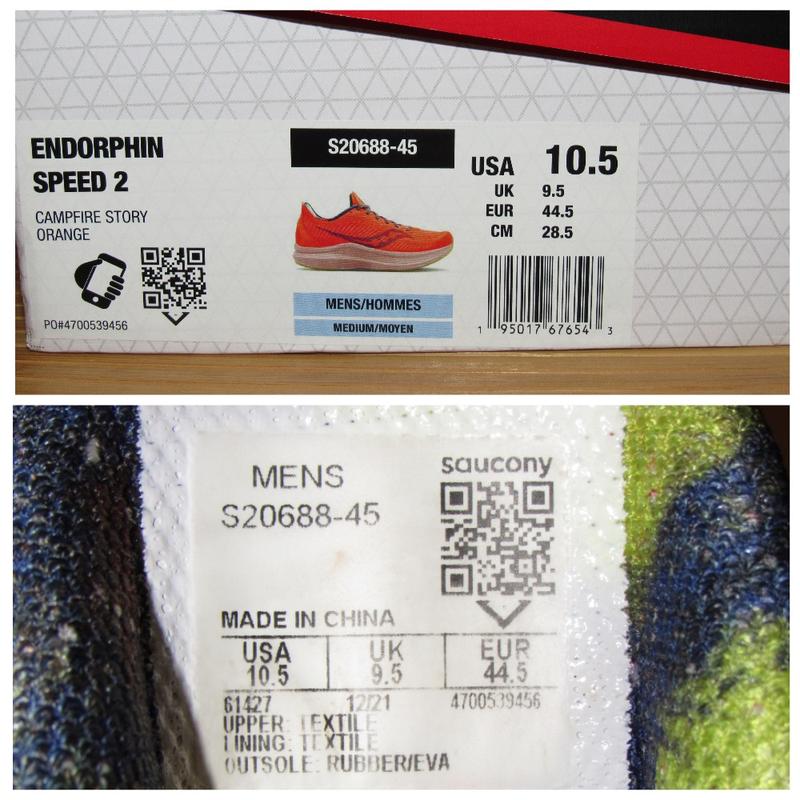 ENDORPHIN
SPEED 2
CAMPFIRE STORY
ORANGE
PO#4700539456
S20688-45
MENS/HOMMES
MEDIUM/MOYEN
USA 10.5
UK 9.5
EUR 44.5
CM 28.5
1 95017 67654 3
MENS
S20688-45
saucony
MADE IN CHINA
USA UK EUR
10.5 9.5 44.5
61427 12/21 4700539456
UPPER: TEXTILE
LINING: TEXTILE
OUTSOLE: RUBBER/EVA